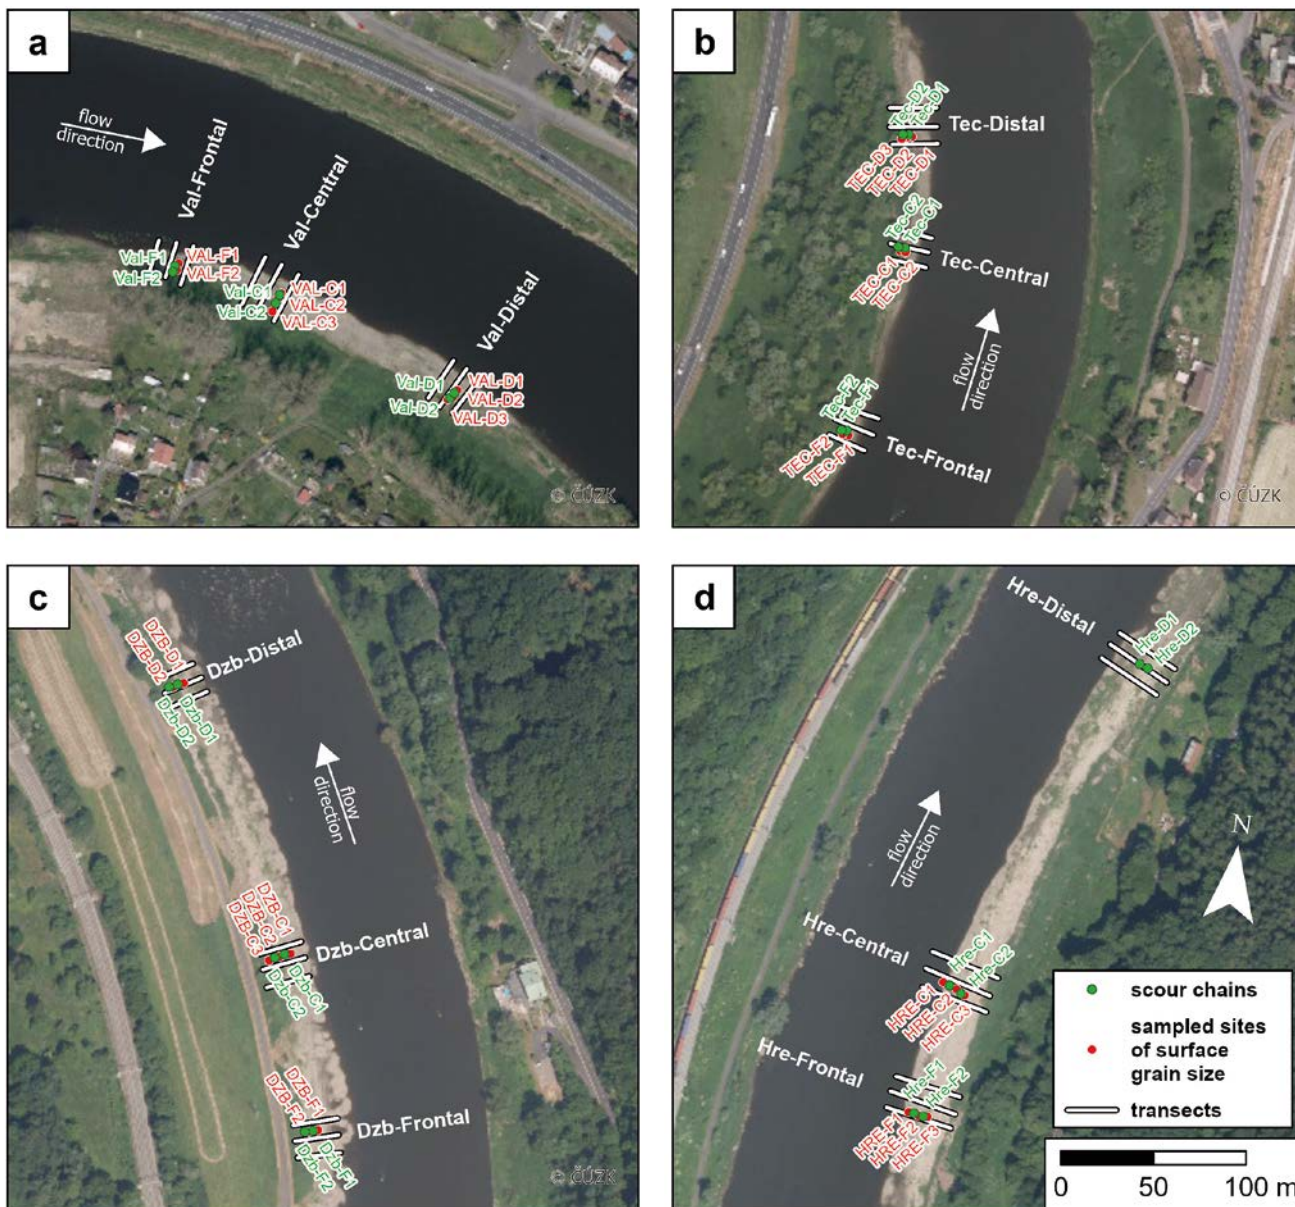 a
flow
direction
Val-Frontal
Val-Central
Val-Distal
Val-F1
Val-F2
VAL-F1
VAL-F2
Val-C1
Val-C2
VAL-C1
VAL-C2
VAL-C3
Val-D1
Val-D2
VAL-D1
VAL-D2
VAL-D3
© ČÚZK
b
Tec-D2
Tec-D1
Tec-Distal
TEC-D3
TEC-D2
TEC-D1
Tec-C2
Tec-C1
Tec-Central
TEC-C1
TEC-C2
flow
direction
Tec-F2
Tec-F1
Tec-Frontal
TEC-F2
TEC-F1
© ČÚZK
c
DZB-D1
DZB-D2
Dzb-Distal
Dzb-D1
Dzb-D2
flow
direction
DZB-C1
DZB-C2
DZB-C3
Dzb-Central
Dzb-C1
Dzb-C2
DZB-F1
DZB-F2
Dzb-Frontal
Dzb-F1
Dzb-F2
© ČÚZK
d
Hre-Distal
Hre-D1
Hre-D2
flow
direction
Hre-Central
Hre-C1
Hre-C2
HRE-C1
HRE-C2
HRE-C3
Hre-Frontal
Hre-F1
Hre-F2
HRE-F1
HRE-F2
HRE-F3
N
scour chains
sampled sites
of surface
grain size
transects
0 50 100 m